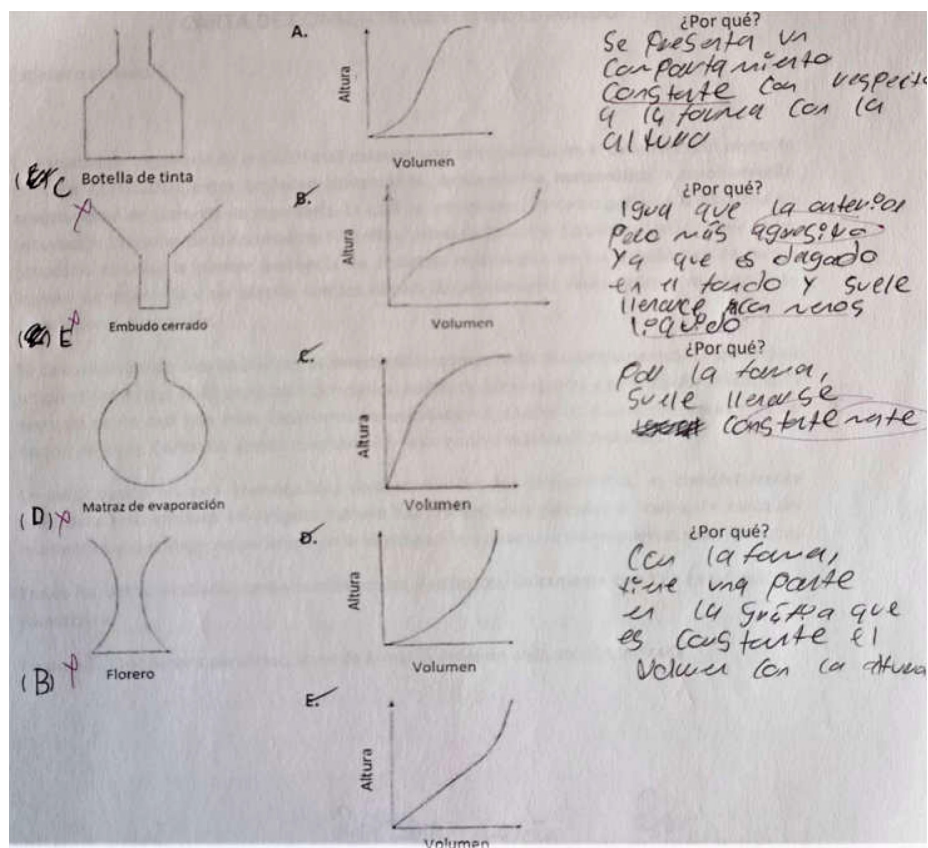 A.
Altura
Volumen
¿Por qué?
Se presenta un
comportamiento
constante con respecto
a la forma con la
altura
C Botella de tinta
B.
Altura
Volumen
¿Por qué?
Igua que la anterior
pero más agresiva
ya que es dagado
en el fondo y suele
llenarce con menos
liquido
E Embudo cerrado
C.
Altura
Volumen
¿Por qué?
Por la forma,
suele llenarse
constantemente
(D) Matraz de evaporación
D.
Altura
Volumen
¿Por qué?
Con la forma,
tiene una parte
en la gráfica que
es constante el
volumen con la altura
(B) Florero
E.
Altura
Volumen